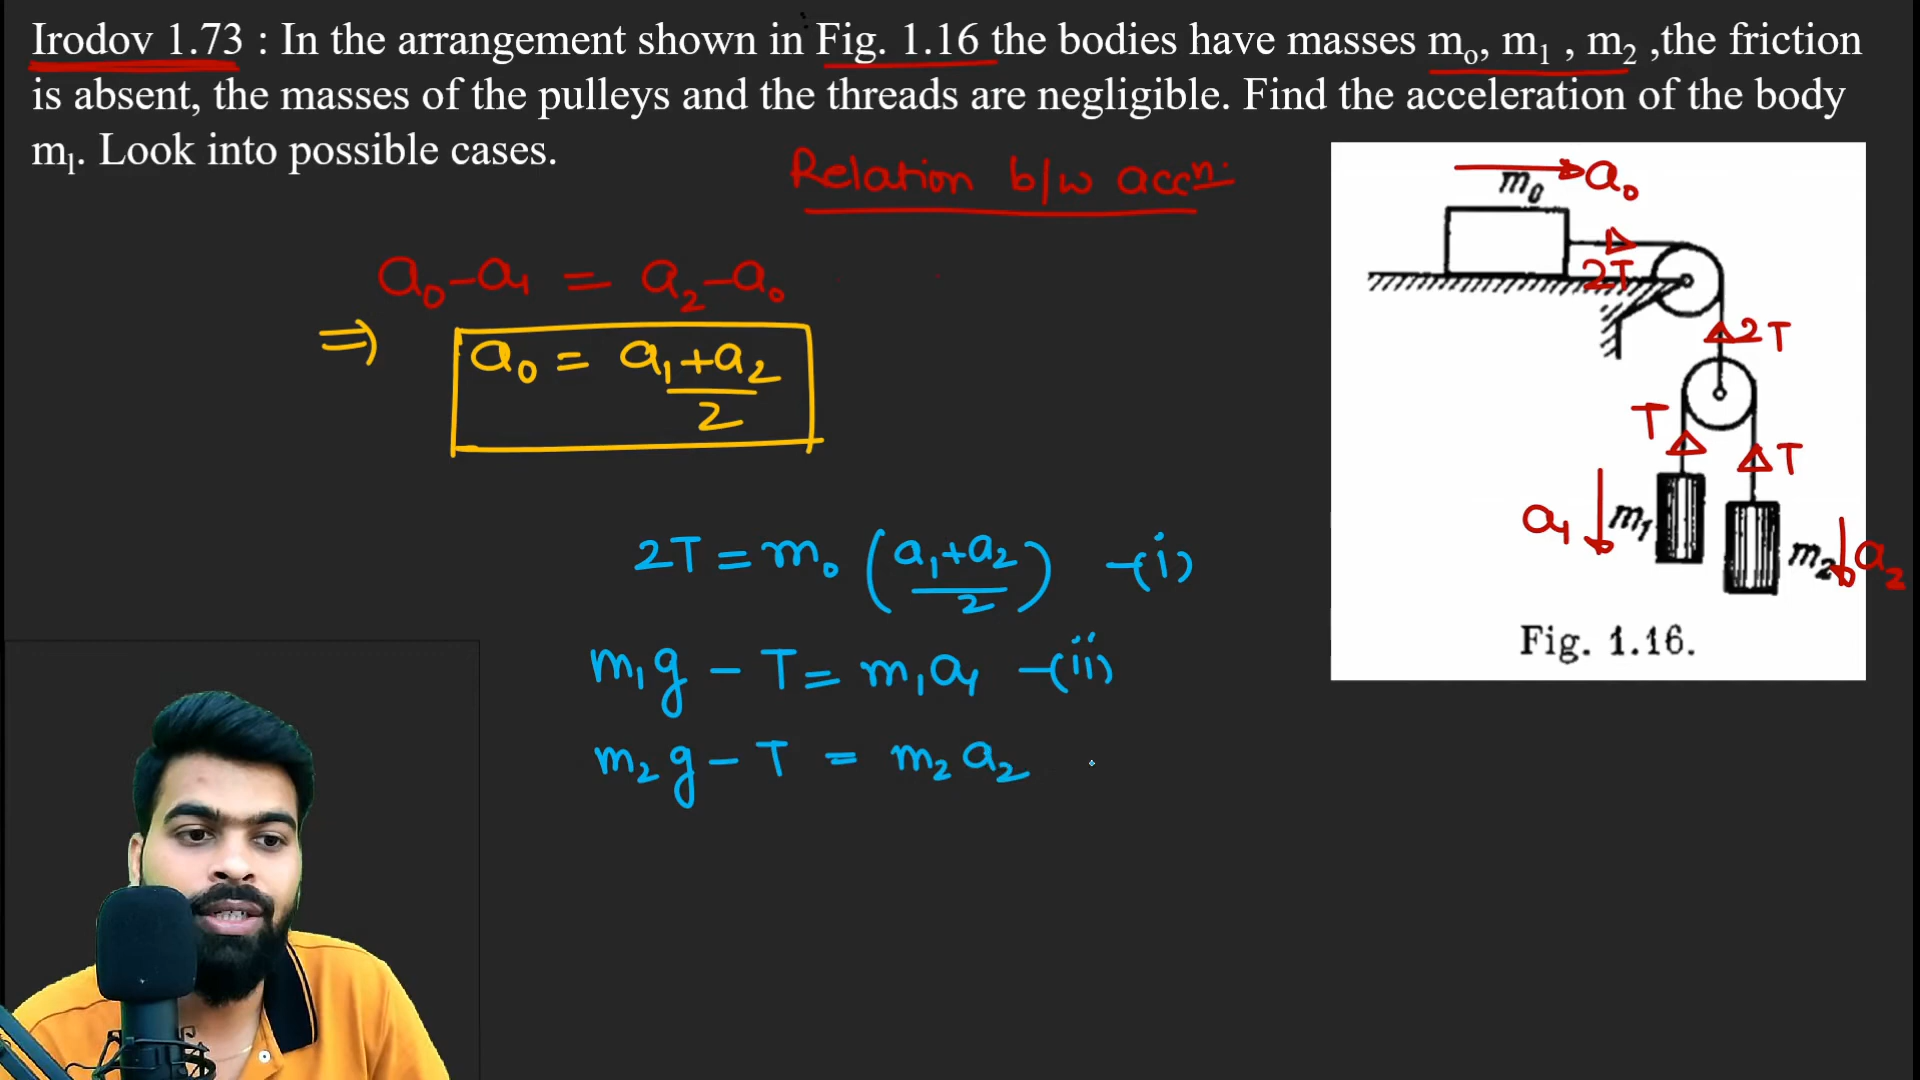 Irodov 1.73 : In the arrangement shown in Fig. 1.16 the bodies have masses m₀, m₁ , m₂ ,the friction
is absent, the masses of the pulleys and the threads are negligible. Find the acceleration of the body
mₗ. Look into possible cases.
Relation b/w accⁿ.
a₀-a₁ = a₂-a₀
⇒ a₀ = a₁+a₂/2
2T = m₀ (a₁+a₂/2) -(i)
m₁g - T = m₁a₁ -(ii)
m₂g - T = m₂a₂
a₀
m₀
2T
2T
T
T
a₁ m₁
m₂ a₂
Fig. 1.16.